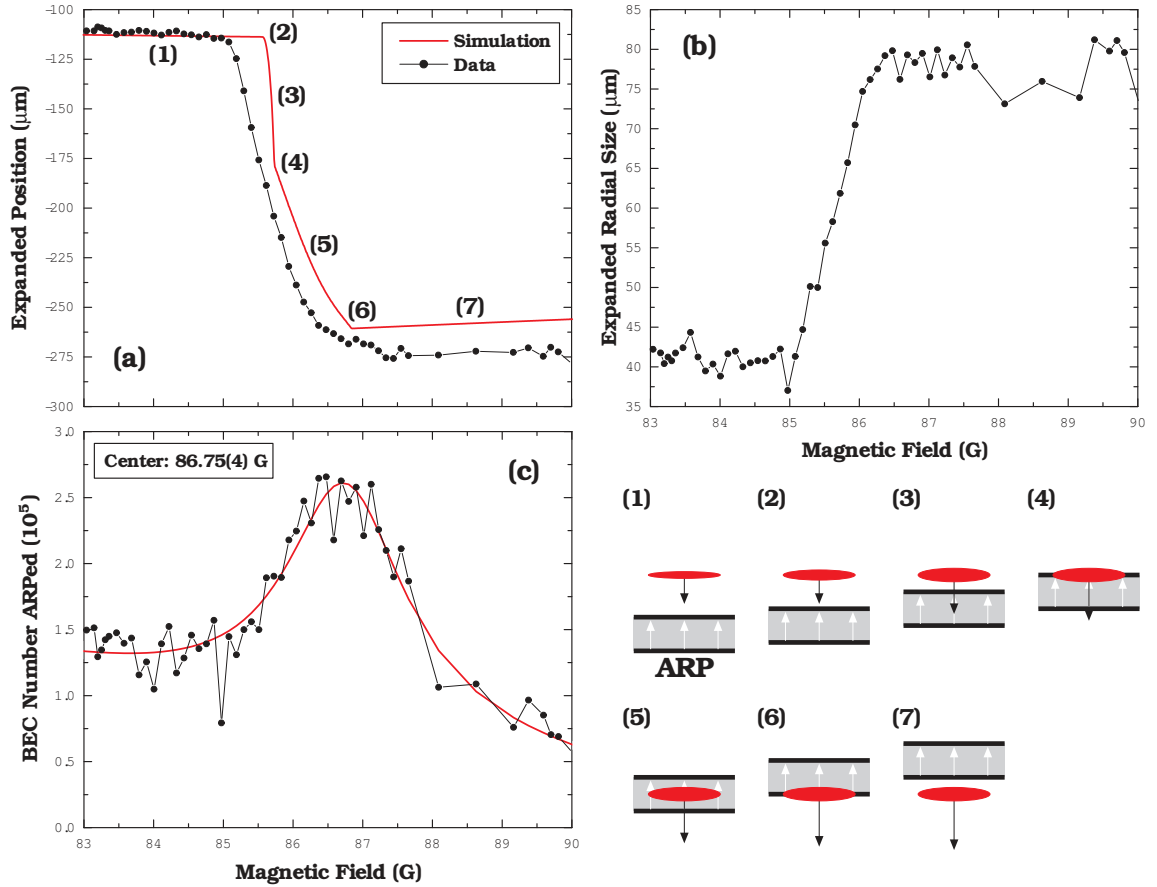 −100
−125
−150
−175
−200
−225
−250
−275
−300
Expanded Position (μm)
(1)
(2)
(3)
(4)
(5)
(6)
(7)
Simulation
Data
(a)
85
80
75
70
65
60
55
50
45
40
35
Expanded Radial Size (μm)
(b)
83 84 85 86 87 88 89 90
Magnetic Field (G)
3.0
2.5
2.0
1.5
1.0
0.5
0.0
BEC Number ARPed (10⁵)
Center: 86.75(4) G
(c)
83 84 85 86 87 88 89 90
Magnetic Field (G)
(1) (2) (3) (4)
ARP
(5) (6) (7)